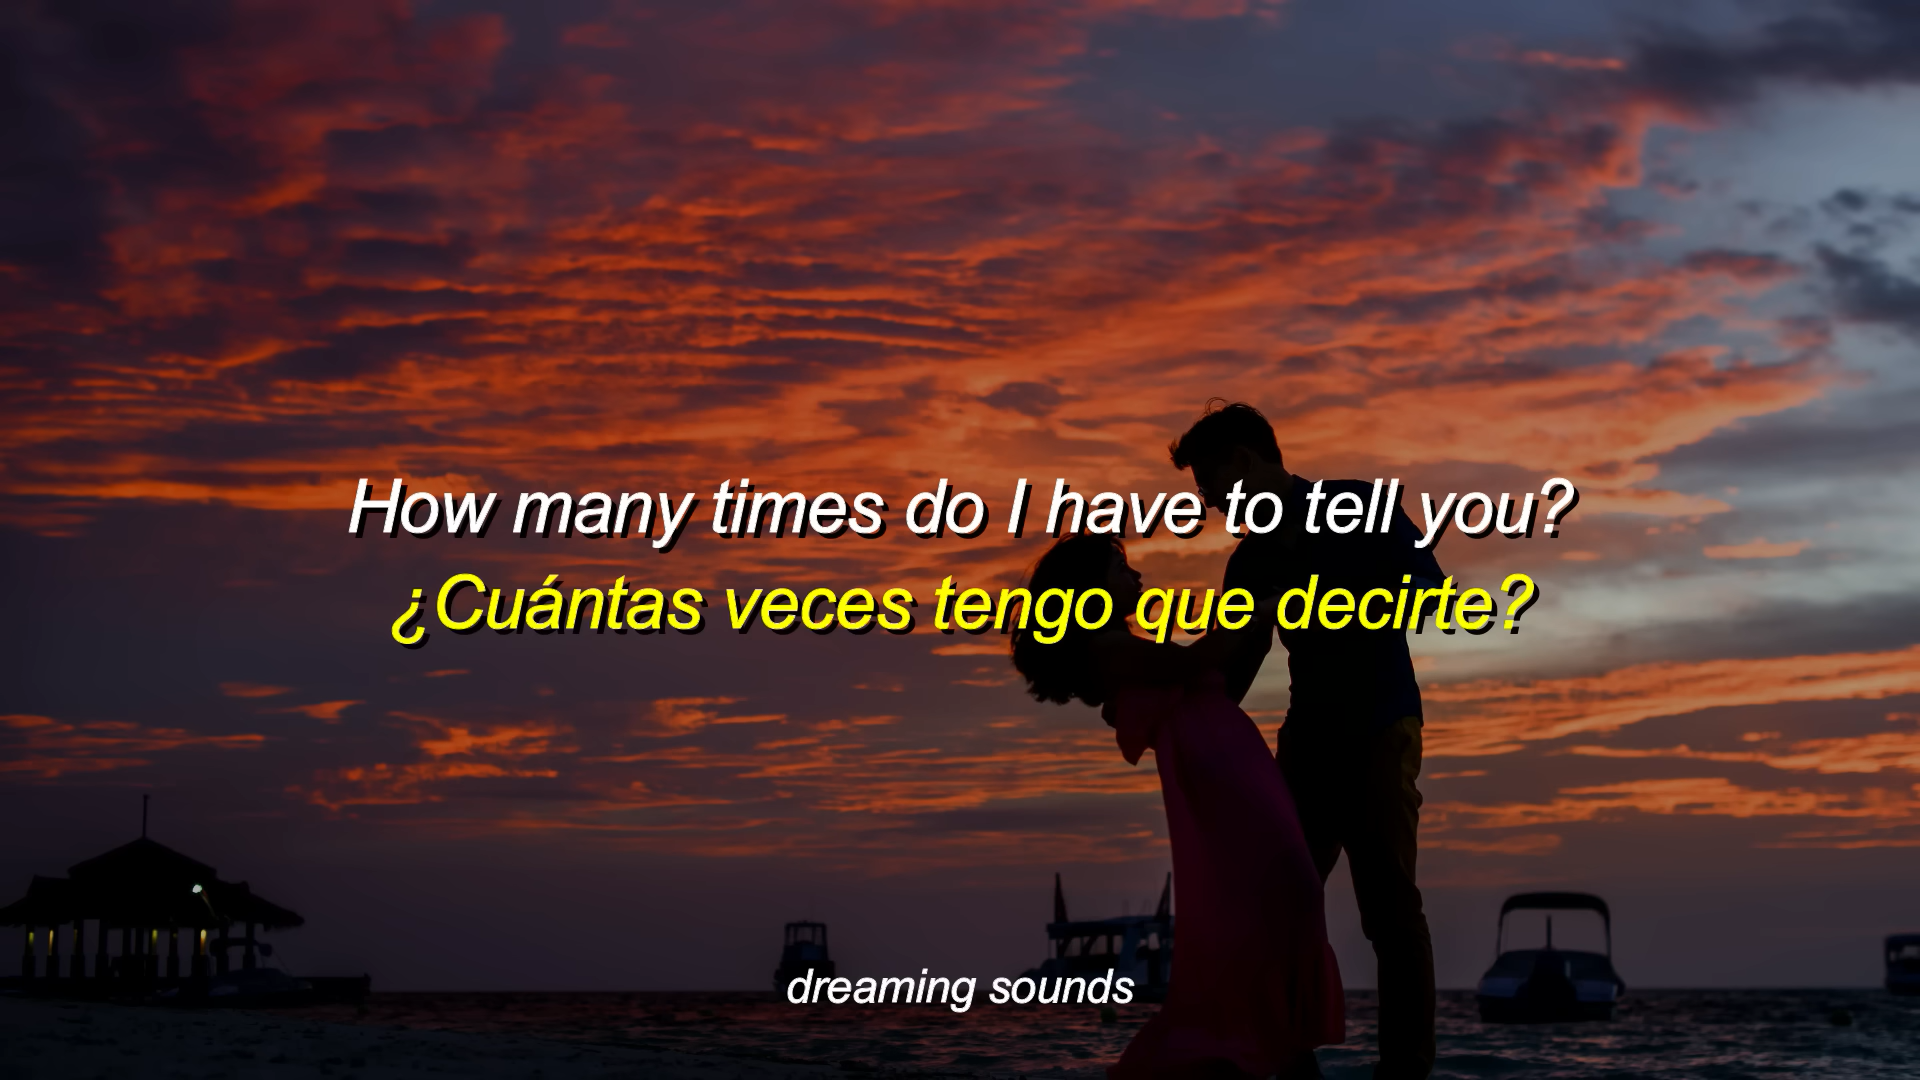 How many times do I have to tell you?
¿Cuántas veces tengo que decirte?
dreaming sounds